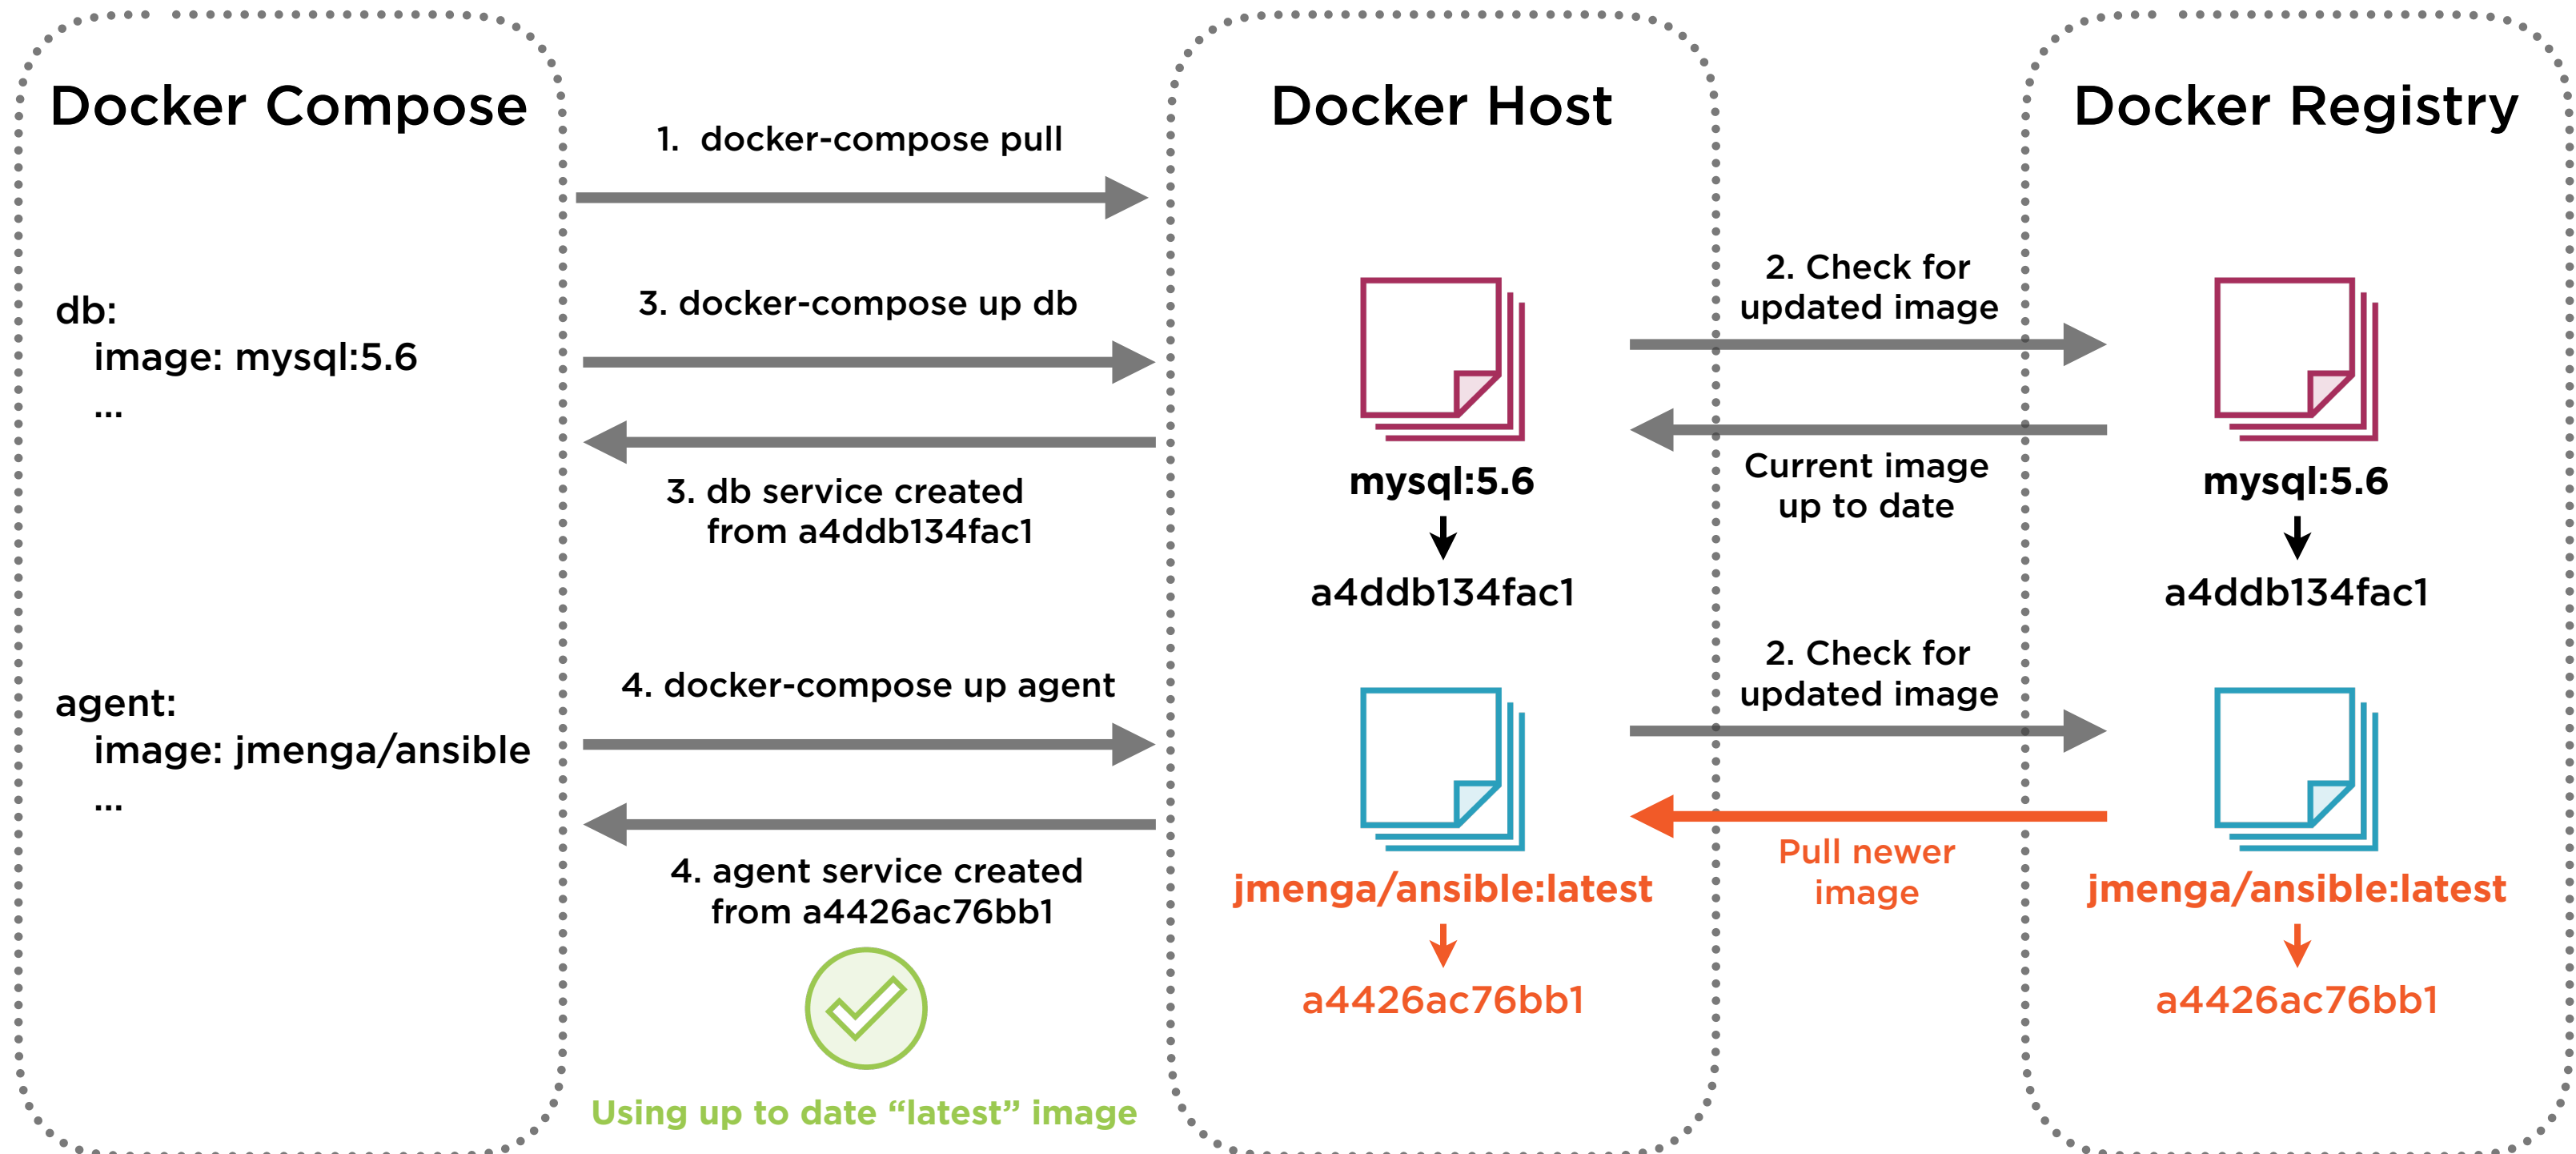 Docker Compose
Docker Host
Docker Registry
1. docker-compose pull
db:
image: mysql:5.6
...
3. docker-compose up db
3. db service created
from a4ddb134fac1
2. Check for
updated image
Current image
up to date
mysql:5.6
a4ddb134fac1
mysql:5.6
a4ddb134fac1
agent:
image: jmenga/ansible
...
4. docker-compose up agent
4. agent service created
from a4426ac76bb1
Using up to date “latest” image
2. Check for
updated image
Pull newer
image
jmenga/ansible:latest
a4426ac76bb1
jmenga/ansible:latest
a4426ac76bb1